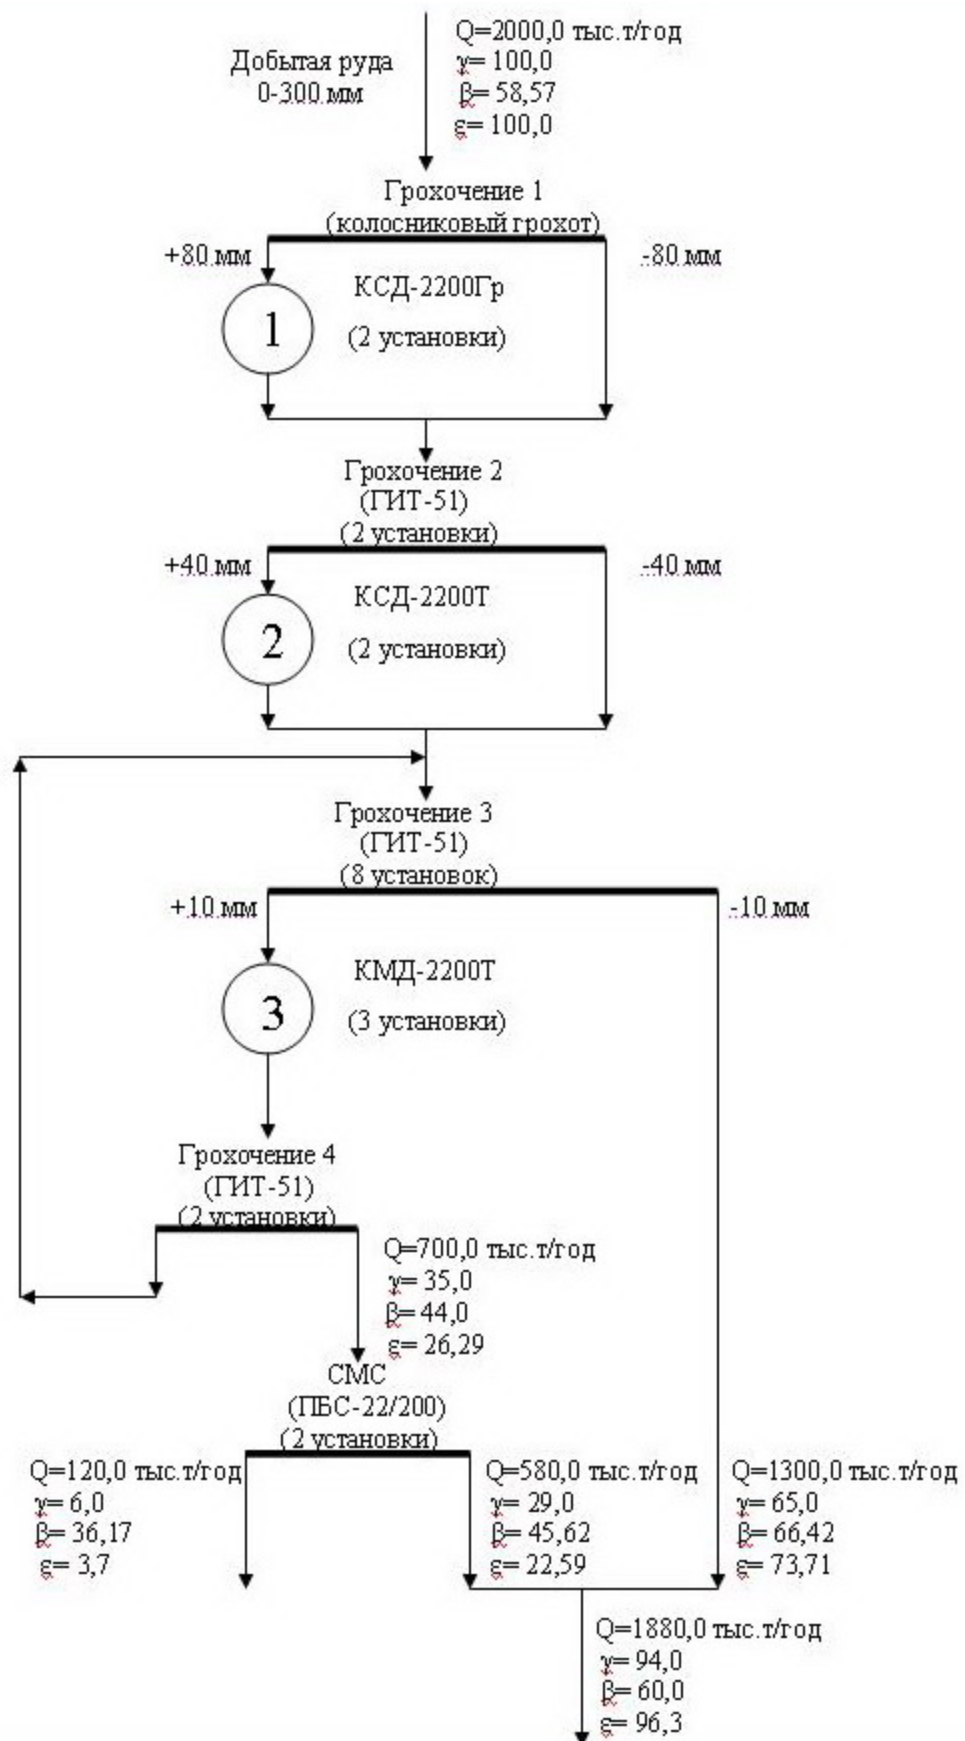 Q=2000,0 тыс.т/год
Добытая руда
0-300 мм
γ= 100,0
β= 58,57
ε= 100,0
Грохочение 1
(колосниковый грохот)
+80 мм
-80 мм
КСД-2200Гр
1
(2 установки)
Грохочение 2
(ГИТ-51)
(2 установки)
+40 мм
-40 мм
КСД-2200Т
2
(2 установки)
Грохочение 3
(ГИТ-51)
(8 установок)
+10 мм
-10 мм
КМД-2200Т
3
(3 установки)
Грохочение 4
(ГИТ-51)
(2 установки)
Q=700,0 тыс.т/год
γ= 35,0
β= 44,0
ε= 26,29
СМС
(ПБС-22/200)
(2 установки)
Q=120,0 тыс.т/год
γ= 6,0
β= 36,17
ε= 3,7
Q=580,0 тыс.т/год
γ= 29,0
β= 45,62
ε= 22,59
Q=1300,0 тыс.т/год
γ= 65,0
β= 66,42
ε= 73,71
Q=1880,0 тыс.т/год
γ= 94,0
β= 60,0
ε= 96,3